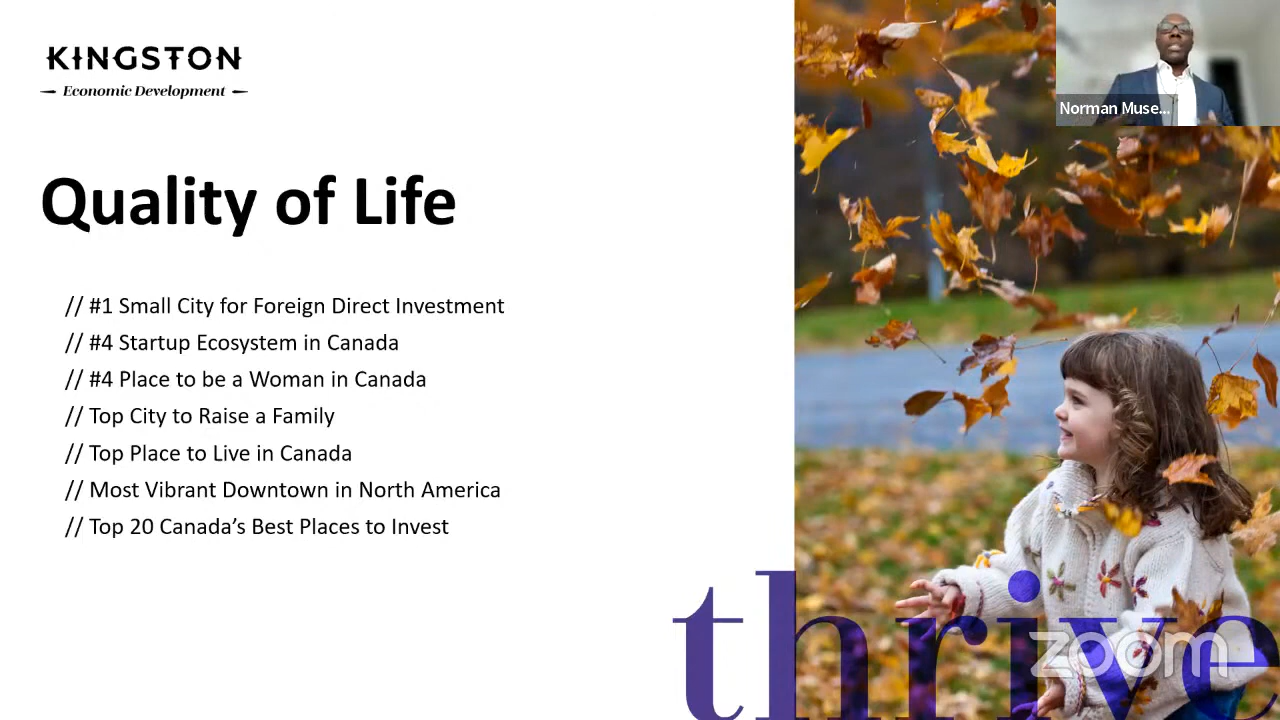 KINGSTON
Economic Development
Norman Muse...
Quality of Life
// #1 Small City for Foreign Direct Investment
// #4 Startup Ecosystem in Canada
// #4 Place to be a Woman in Canada
// Top City to Raise a Family
// Top Place to Live in Canada
// Most Vibrant Downtown in North America
// Top 20 Canada’s Best Places to Invest
thrive
zoom